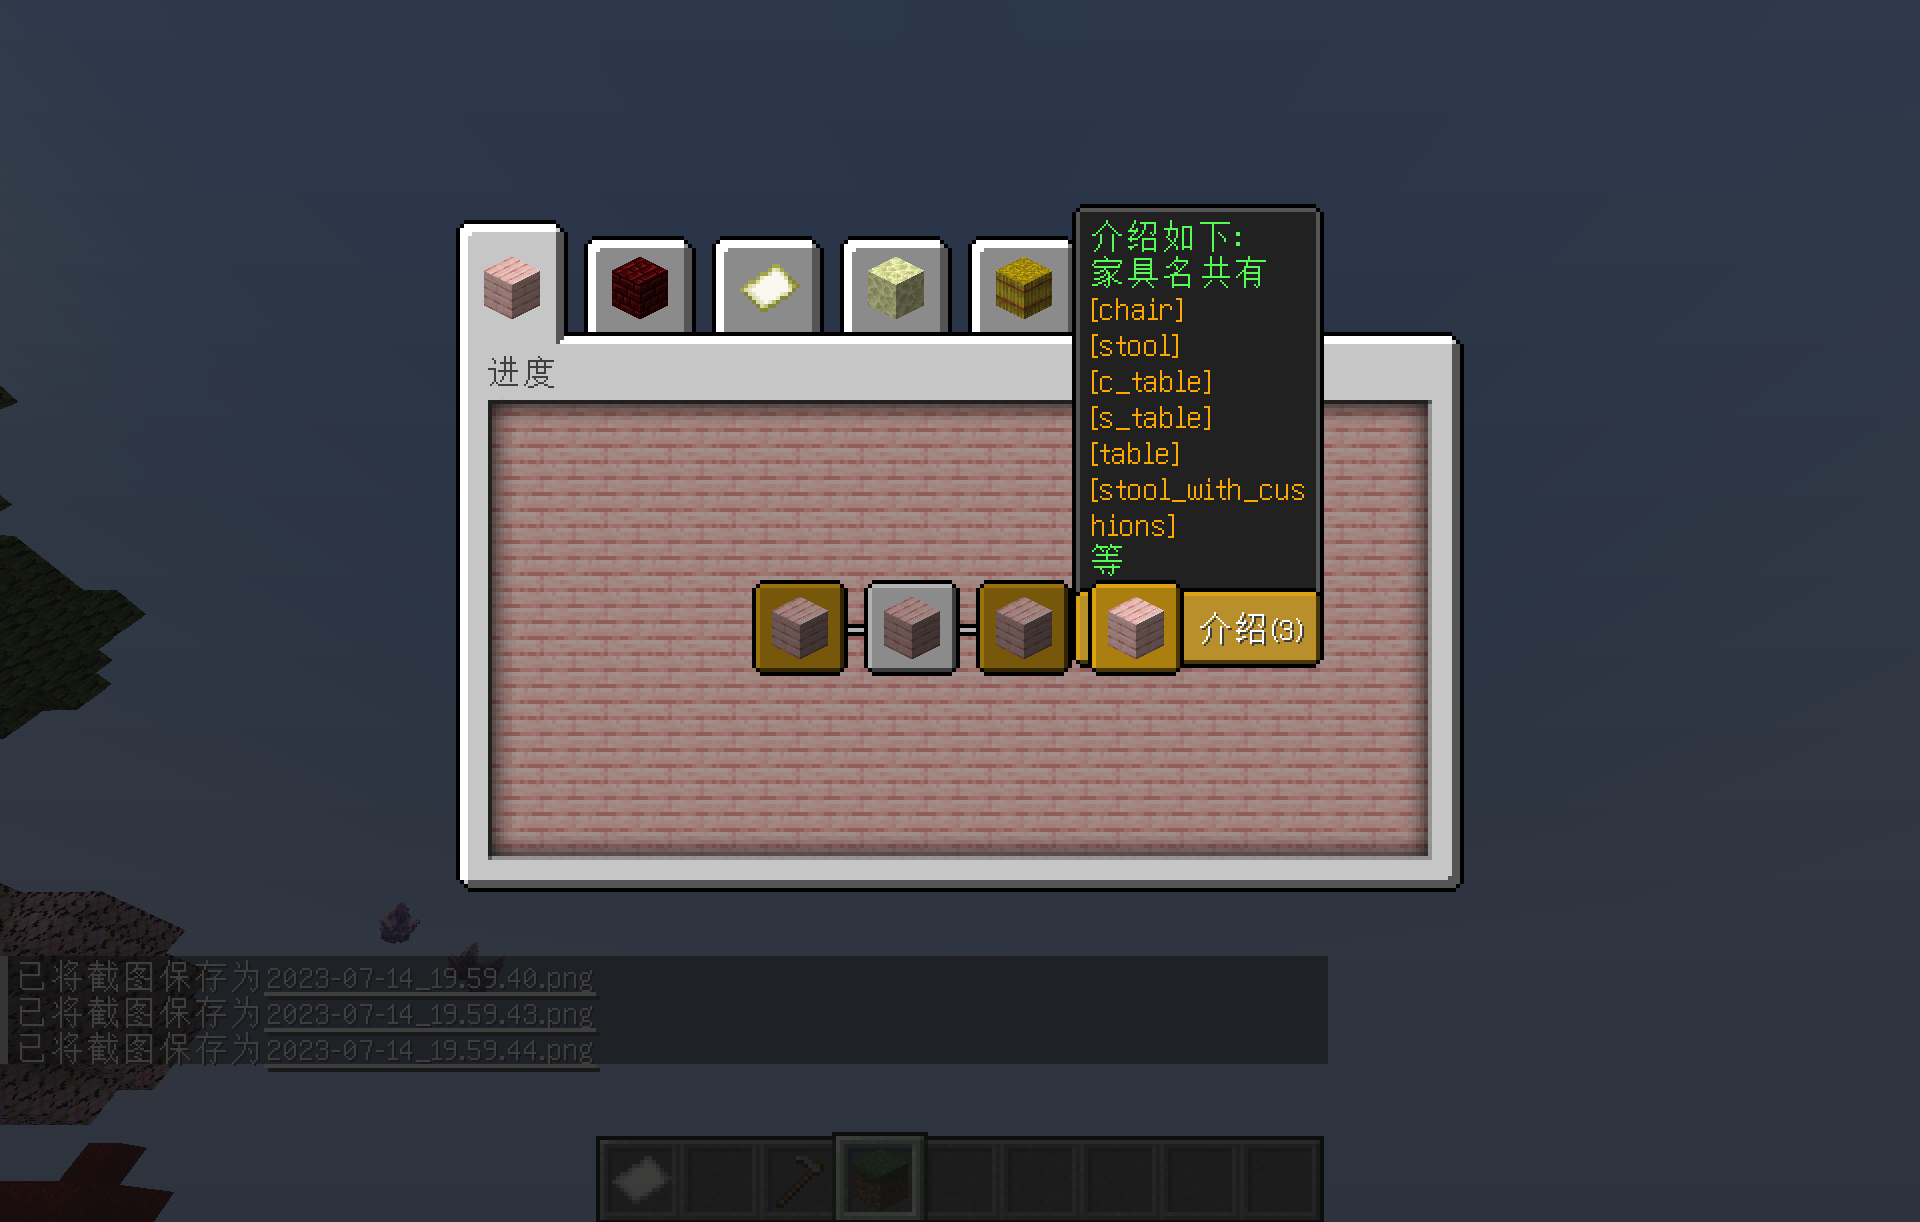 介绍如下:
家具名共有
[chair]
[stool]
[c_table]
[s_table]
[table]
[stool_with_cus
hions]
等
进度
介绍(3)
已将截图保存为2023-07-14_19.59.40.png
已将截图保存为2023-07-14_19.59.43.png
已将截图保存为2023-07-14_19.59.44.png